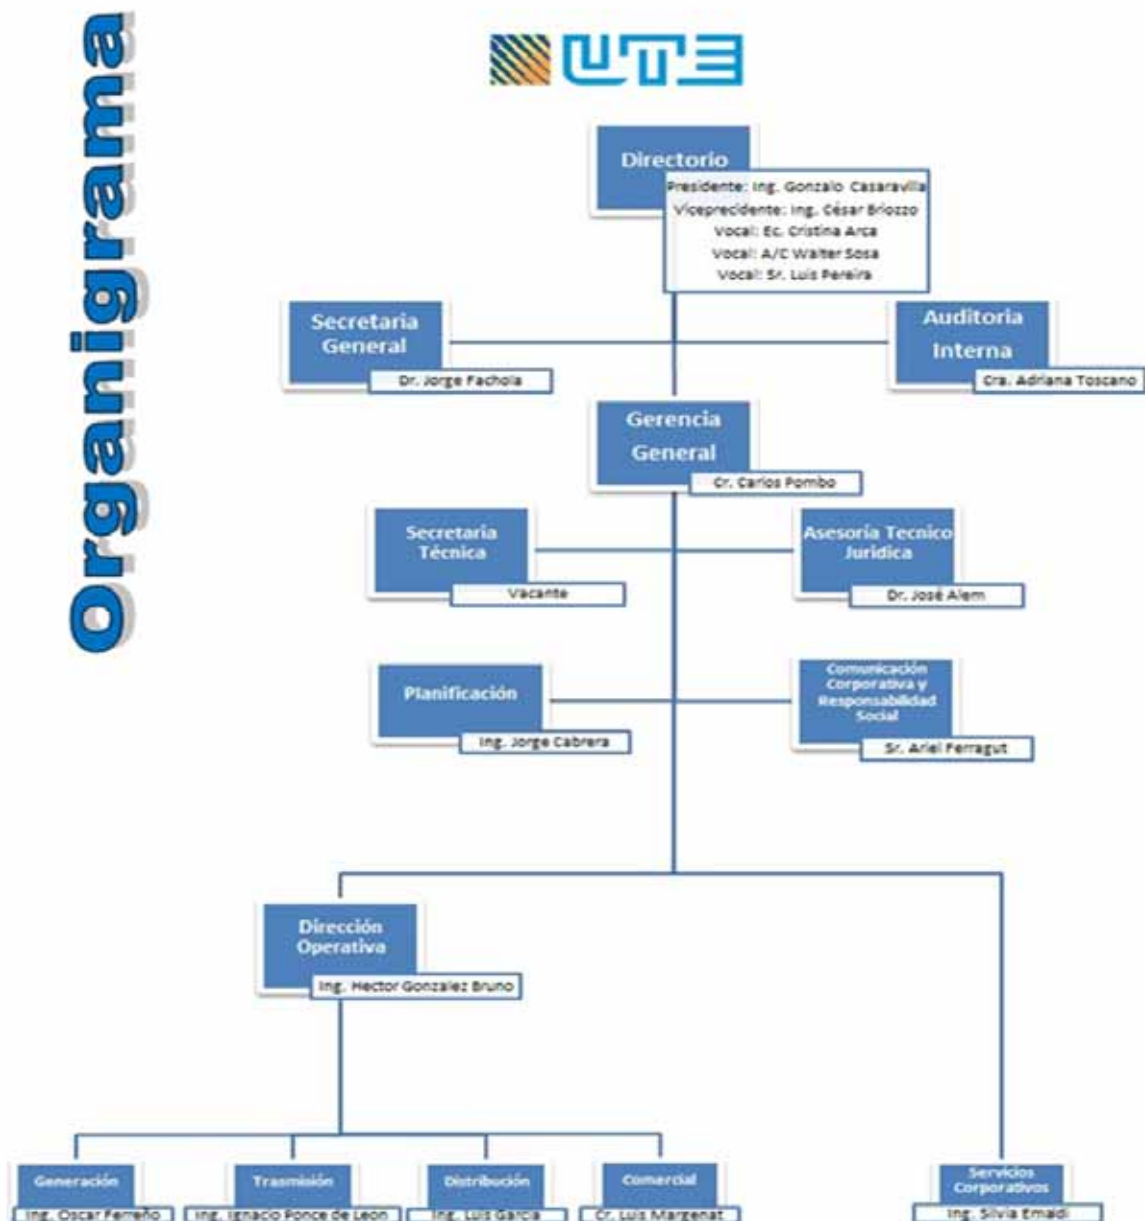 Organigrama
UTE
Directorio
Presidente: Ing. Gonzalo Casaravilla
Viceprecidente: Ing. César Briozzo
Vocal: Ec. Cristina Arca
Vocal: A/C Walter Sosa
Vocal: Sr. Luis Pereira
Secretaria
General
Dr. Jorge Fachola
Auditoria
Interna
Cra. Adriana Toscano
Gerencia
General
Cr. Carlos Pombo
Secretaria
Técnica
Vacante
Asesoría Tecnico
Juridica
Dr. José Alem
Planificación
Ing. Jorge Cabrera
Comunicación
Corporativa y
Responsabilidad
Social
Sr. Ariel Ferragut
Dirección
Operativa
Ing. Hector Gonzalez Bruno
Generación
Ing. Oscar Ferreño
Trasmisión
Ing. Ignacio Ponce de Leon
Distribución
Ing. Luis García
Comercial
Cr. Luis Margenat
Servicios
Corporativos
Ing. Silvia Emaldi